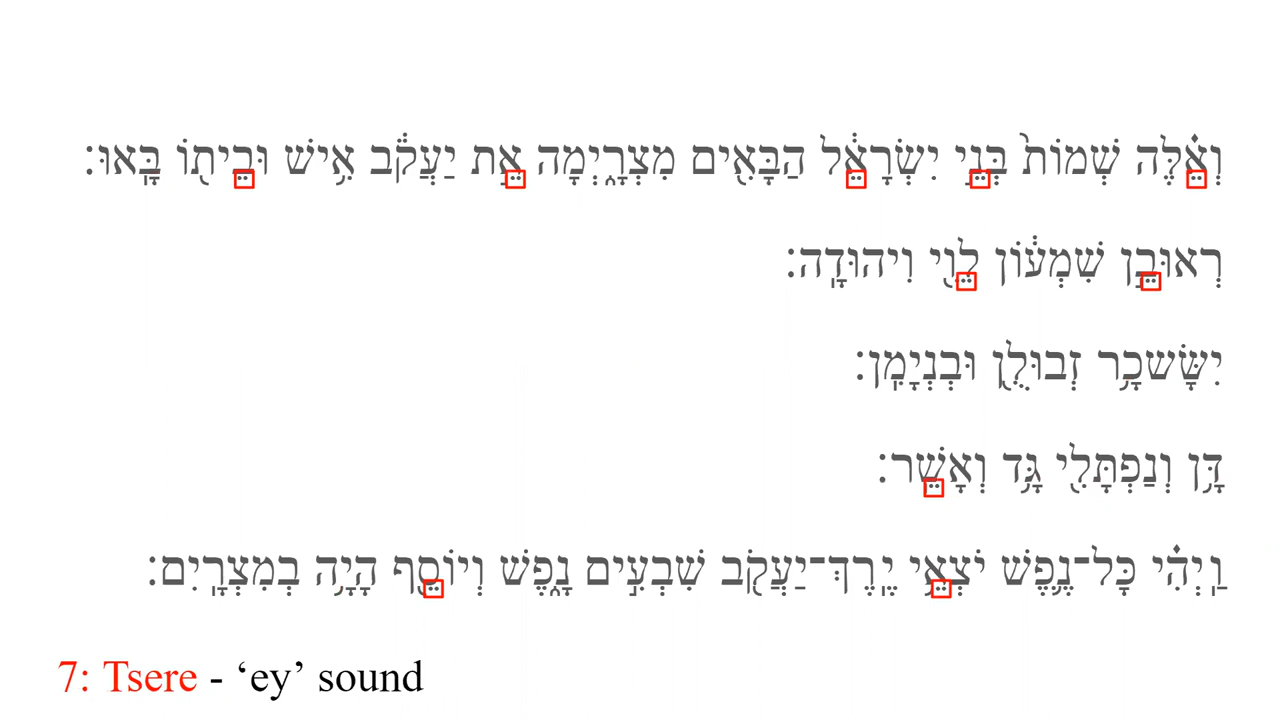 וְאֵ֗לֶּה שְׁמוֹת֙ בְּנֵ֣י יִשְׂרָאֵ֔ל הַבָּאִ֖ים מִצְרָ֑יְמָה אֵ֣ת יַעֲקֹ֔ב אִ֥ישׁ וּבֵית֖וֹ בָּֽאוּ׃
רְאוּבֵ֣ן שִׁמְע֔וֹן לֵוִ֖י וִיהוּדָֽה׃
יִשָּׂשכָ֥ר זְבוּלֻ֖ן וּבְנְיָמִֽן׃
דָּ֥ן וְנַפְתָּלִ֖י גָּ֥ד וְאָשֵֽׁר׃
וַֽיְהִ֗י כָּל־נֶ֛פֶשׁ יֹצְאֵ֥י יֶֽרֶךְ־יַעֲקֹ֖ב שִׁבְעִ֣ים נָ֑פֶשׁ וְיוֹסֵ֖ף הָיָ֥ה בְמִצְרָֽיִם׃
7: Tsere - ‘ey’ sound